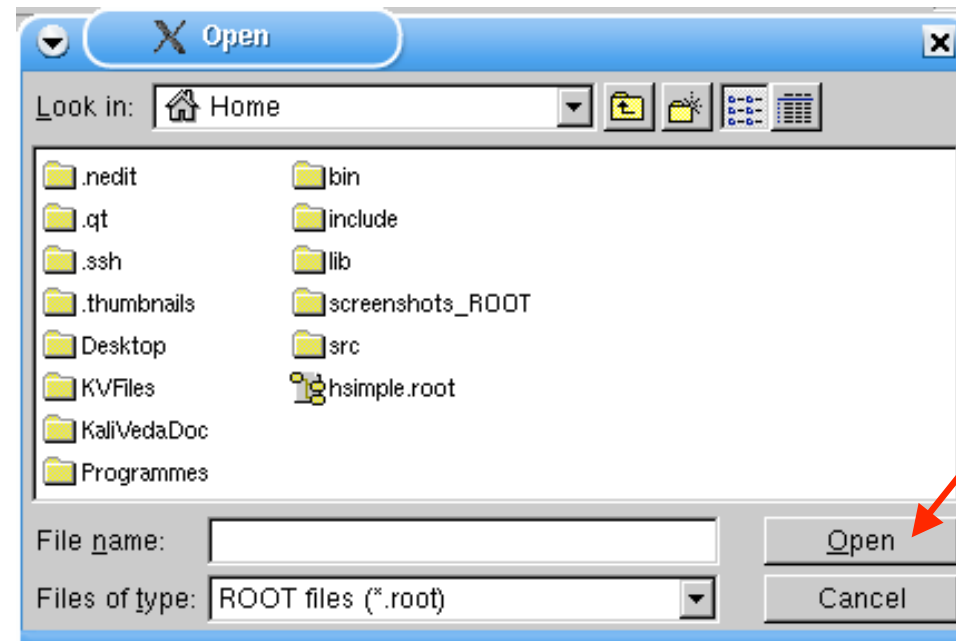 Open
Look in: Home
.nedit
.qt
.ssh
.thumbnails
Desktop
KVFiles
KaliVedaDoc
Programmes
bin
include
lib
screenshots_ROOT
src
hsimple.root
File name: Open
Files of type: ROOT files (*.root) Cancel